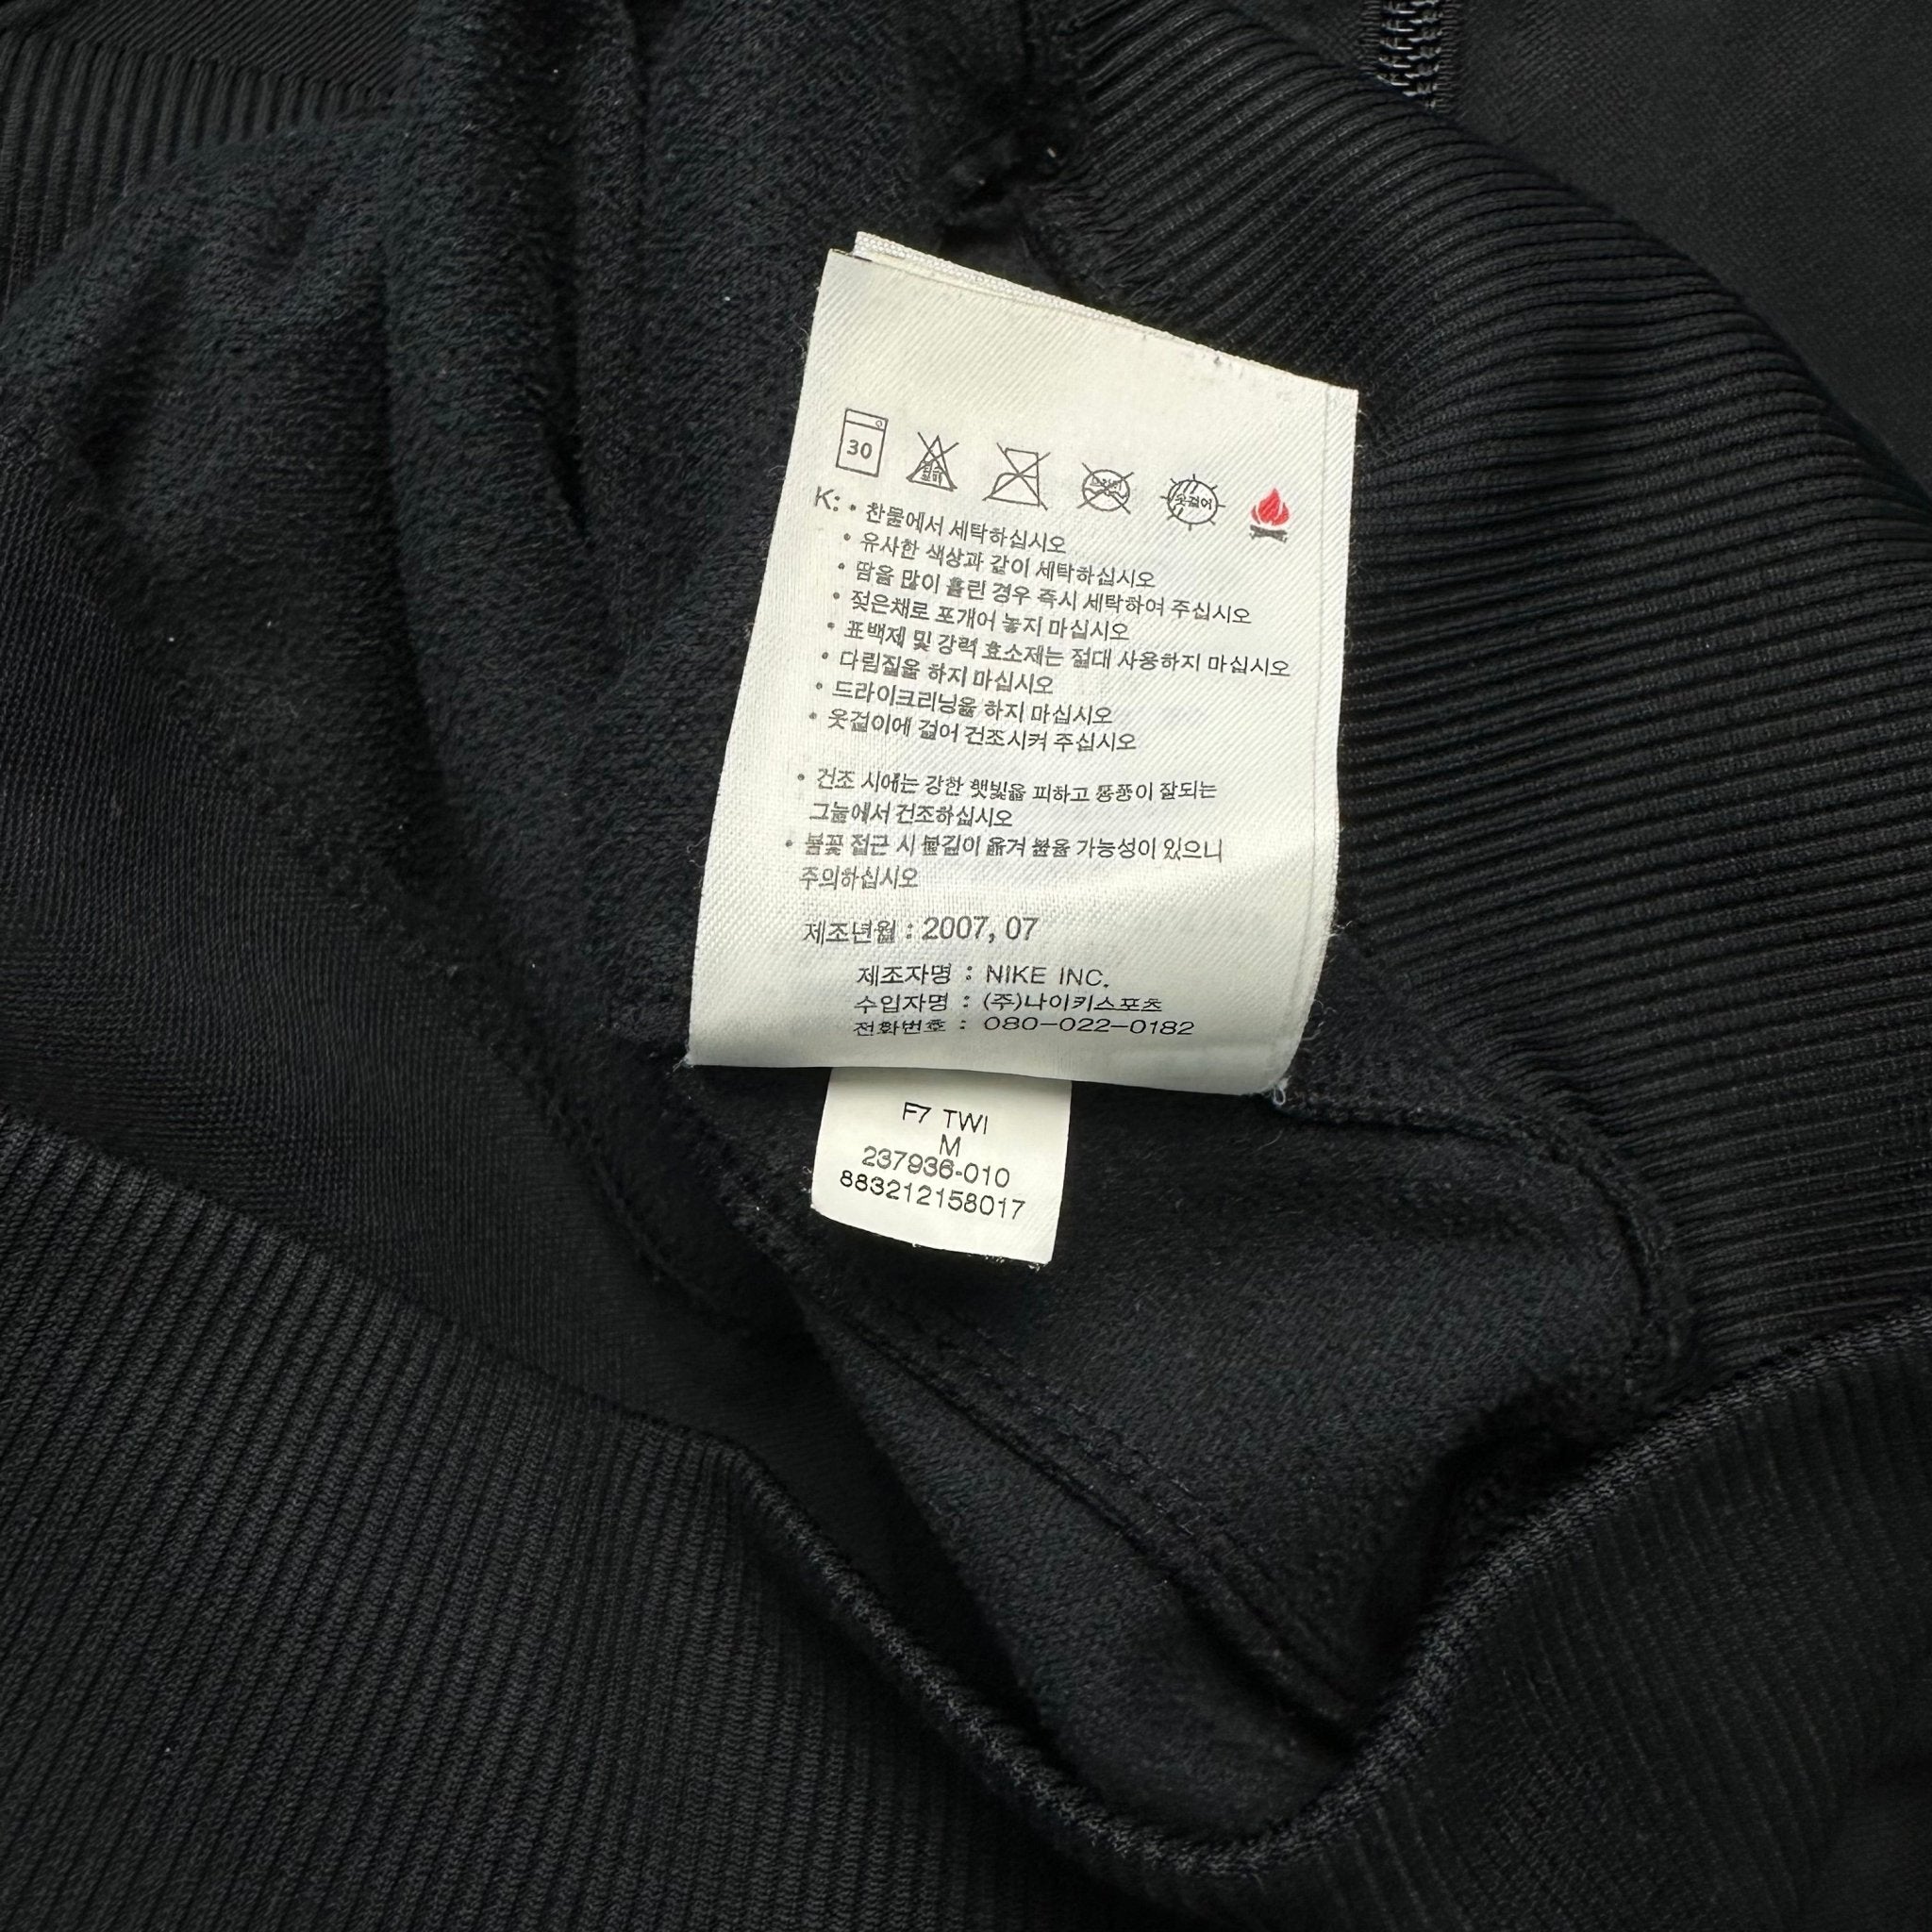 30
옷걸어
K: • 찬물에서 세탁하십시오
• 유사한 색상과 같이 세탁하십시오
• 땀을 많이 흘린 경우 즉시 세탁하여 주십시오
• 젖은채로 포개어 놓지 마십시오
• 표백제 및 강력 효소제는 절대 사용하지 마십시오
• 다림질을 하지 마십시오
• 드라이크리닝을 하지 마십시오
• 옷걸이에 걸어 건조시켜 주십시오
• 건조 시에는 강한 햇빛을 피하고 통풍이 잘되는
그늘에서 건조하십시오
• 불꽃 접근 시 불길이 옮겨 붙을 가능성이 있으니
주의하십시오
제조년월 : 2007, 07
제조자명 : NIKE INC.
수입자명 : (주)나이키스포츠
전화번호 : 080-022-0182
F7 TWI
M
237936-010
883212158017